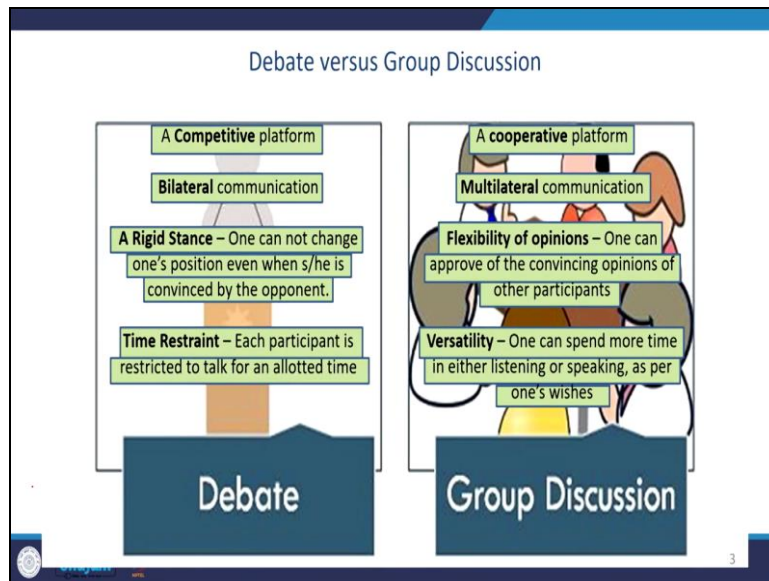 Debate versus Group Discussion
A Competitive platform
Bilateral communication
A Rigid Stance – One can not change
one's position even when s/he is
convinced by the opponent.
Time Restraint – Each participant is
restricted to talk for an allotted time
Debate
A cooperative platform
Multilateral communication
Flexibility of opinions – One can
approve of the convincing opinions of
other participants
Versatility – One can spend more time
in either listening or speaking, as per
one's wishes
Group Discussion
3